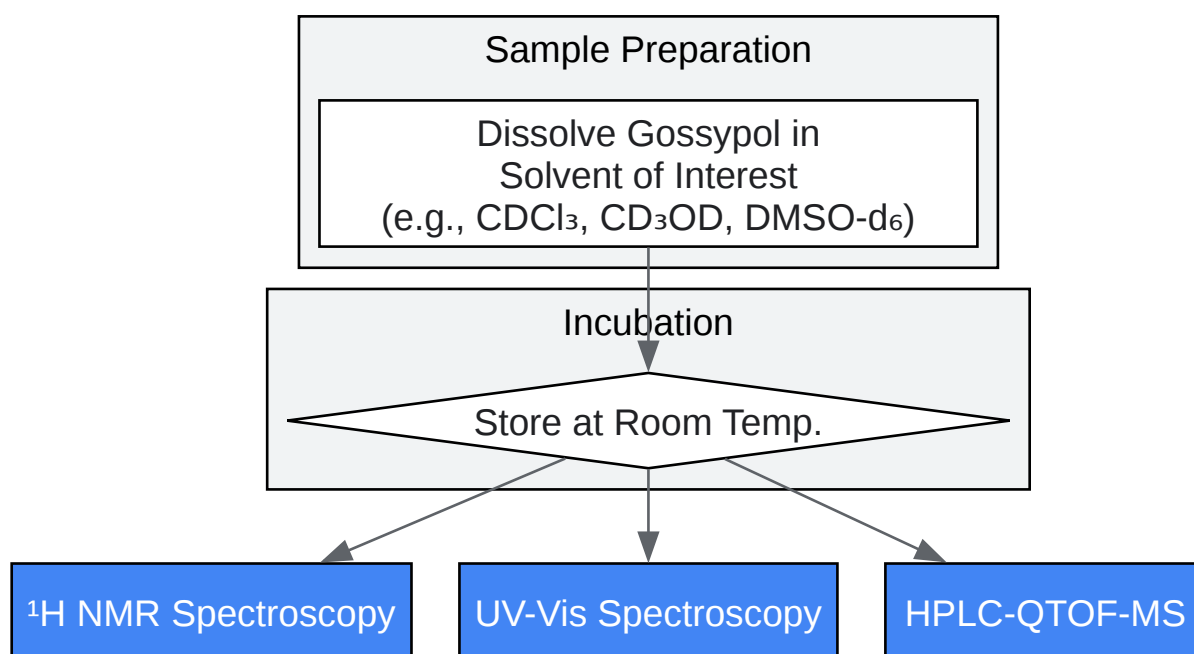 Sample Preparation
Dissolve Gossypol in
Solvent of Interest
(e.g., CDCl₃, CD₃OD, DMSO-d₆)
Incubation
Store at Room Temp.
¹H NMR Spectroscopy
UV-Vis Spectroscopy
HPLC-QTOF-MS